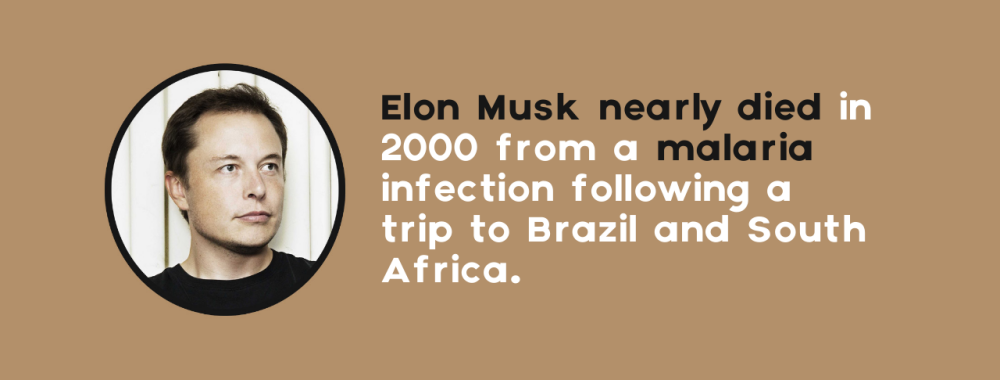 Elon Musk nearly died in
2000 from a malaria
infection following a
trip to Brazil and South
Africa.